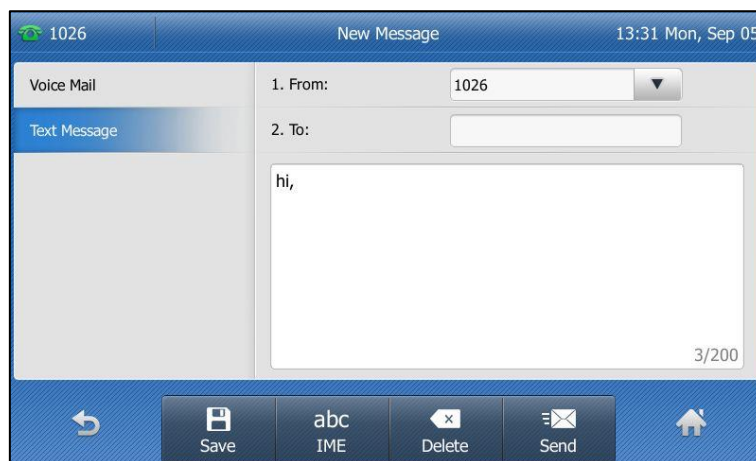 1026 New Message 13:31 Mon, Sep 05
Voice Mail
Text Message
1. From: 1026
2. To:
hi,
3/200
Save
abc
IME
Delete
Send